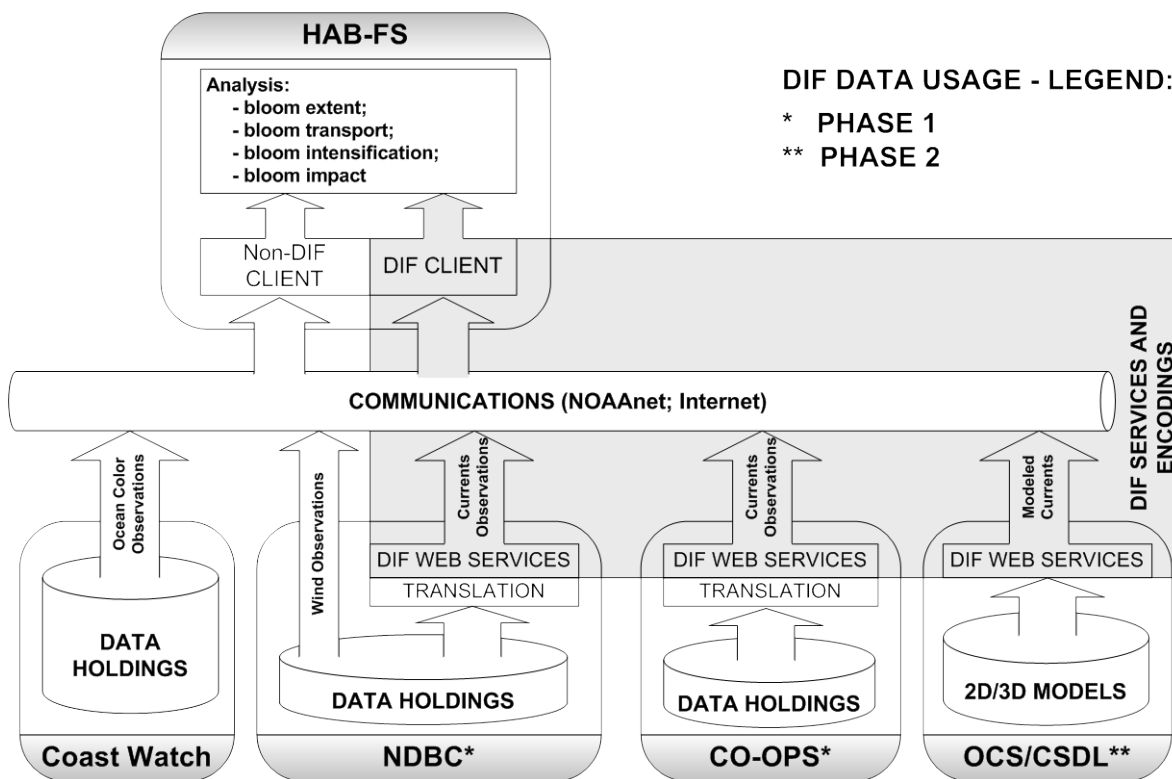 HAB-FS
Analysis:
- bloom extent;
- bloom transport;
- bloom intensification;
- bloom impact
DIF DATA USAGE - LEGEND:
* PHASE 1
** PHASE 2
Non-DIF
CLIENT
DIF CLIENT
DIF SERVICES AND
ENCODINGS
COMMUNICATIONS (NOAAnet; Internet)
Ocean Color
Observations
Wind Observations
Currents
Observations
Currents
Observations
Modeled
Currents
DIF WEB SERVICES
DIF WEB SERVICES
DIF WEB SERVICES
TRANSLATION
TRANSLATION
DATA
HOLDINGS
DATA HOLDINGS
DATA HOLDINGS
2D/3D MODELS
Coast Watch
NDBC*
CO-OPS*
OCS/CSDL**